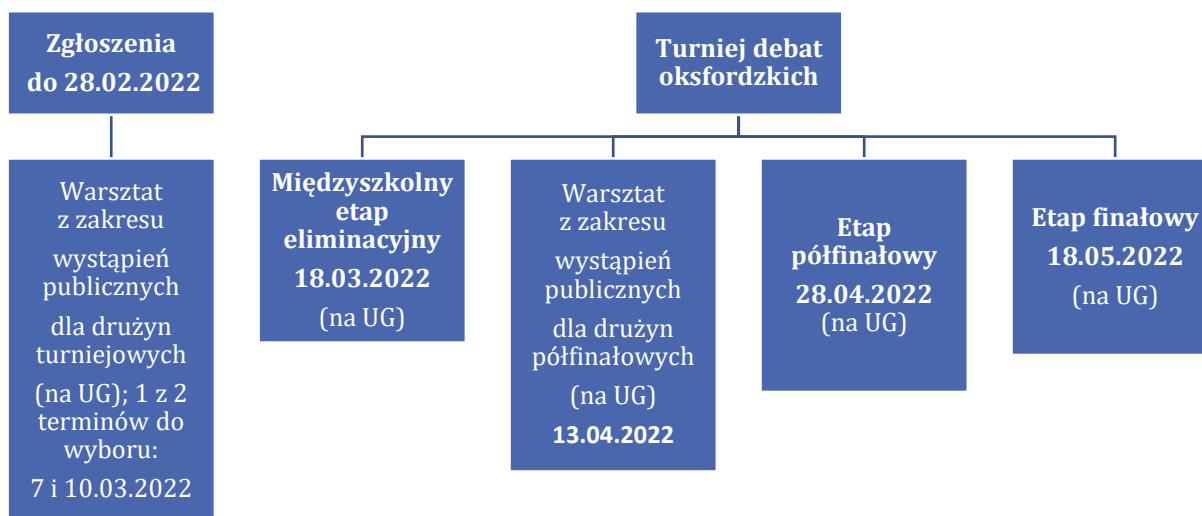 Zgłoszenia
do 28.02.2022
Warsztat
z zakresu
wystąpień
publicznych
dla drużyn
turniejowych
(na UG); 1 z 2
terminów do
wyboru:
7 i 10.03.2022
Turniej debat
oksfordzkich
Międzyszkolny
etap
eliminacyjny
18.03.2022
(na UG)
Warsztat
z zakresu
wystąpień
publicznych
dla drużyn
półfinałowych
(na UG)
13.04.2022
Etap
półfinałowy
28.04.2022
(na UG)
Etap finałowy
18.05.2022
(na UG)